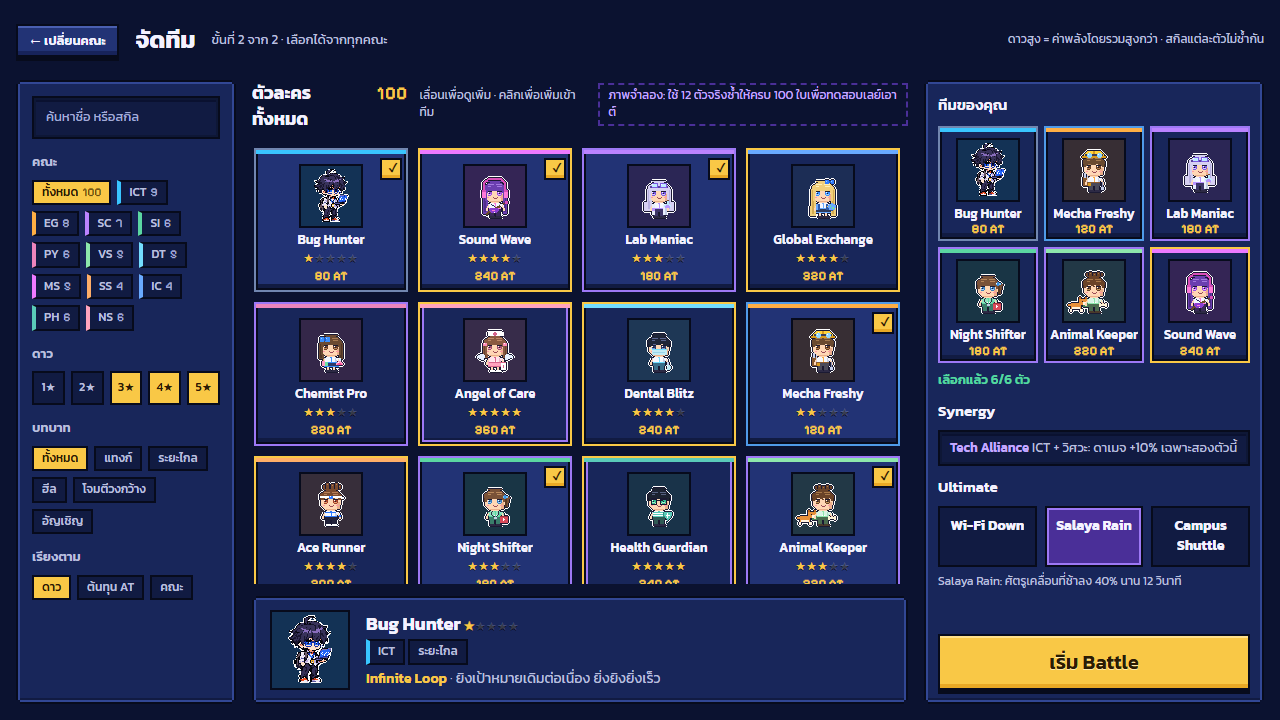 ← เปลี่ยนคณะ
จัดทีม
ขั้นที่ 2 จาก 2 · เลือกได้จากทุกคณะ
ดาวสูง = ค่าพลังโดยรวมสูงกว่า · สกิลแต่ละตัวไม่ซ้ำกัน
ค้นหาชื่อ หรือสกิล
คณะ
ทั้งหมด 100
ICT 9
EG 8
SC 7
SI 6
PY 6
VS 8
DT 8
MS 8
SS 4
IC 4
PH 6
NS 6
ดาว
1★
2★
3★
4★
5★
บทบาท
ทั้งหมด
แทงก์
ระยะไกล
ฮีล
โจมตีวงกว้าง
อัญเชิญ
เรียงตาม
ดาว
ต้นทุน AT
คณะ
ตัวละคร
ทั้งหมด
100
เลื่อนเพื่อดูเพิ่ม · คลิกเพื่อเพิ่มเข้า
ทีม
ภาพจำลอง: ใช้ 12 ตัวจริงซ้ำให้ครบ 100 ใบเพื่อทดสอบเลย์เอา
ต์
Bug Hunter
★★★★★
80 AT
Sound Wave
★★★★★
Lab Maniac
★★★★★
180 AT
Global Exchange
★★★★★
Chemist Pro
★★★★★
Angel of Care
★★★★★
Dental Blitz
★★★★★
Mecha Freshy
★★★★★
180 AT
Ace Runner
★★★★★
Night Shifter
★★★★★
Health Guardian
★★★★★
Animal Keeper
★★★★★
Bug Hunter ★★★★★
ICT
ระยะไกล
Infinite Loop · ยิงเป้าหมายเดิมต่อเนื่อง ยิ่งยิงยิ่งเร็ว
ทีมของคุณ
Bug Hunter
80 AT
Mecha Freshy
180 AT
Lab Maniac
180 AT
Night Shifter
180 AT
Animal Keeper
Sound Wave
เลือกแล้ว 6/6 ตัว
Synergy
Tech Alliance ICT + วิศวะ: ดาเมจ +10% เฉพาะสองตัวนี้
Ultimate
Wi-Fi Down
Salaya Rain
Campus
Shuttle
Salaya Rain: ศัตรูเคลื่อนที่ช้าลง 40% นาน 12 วินาที
เริ่ม Battle